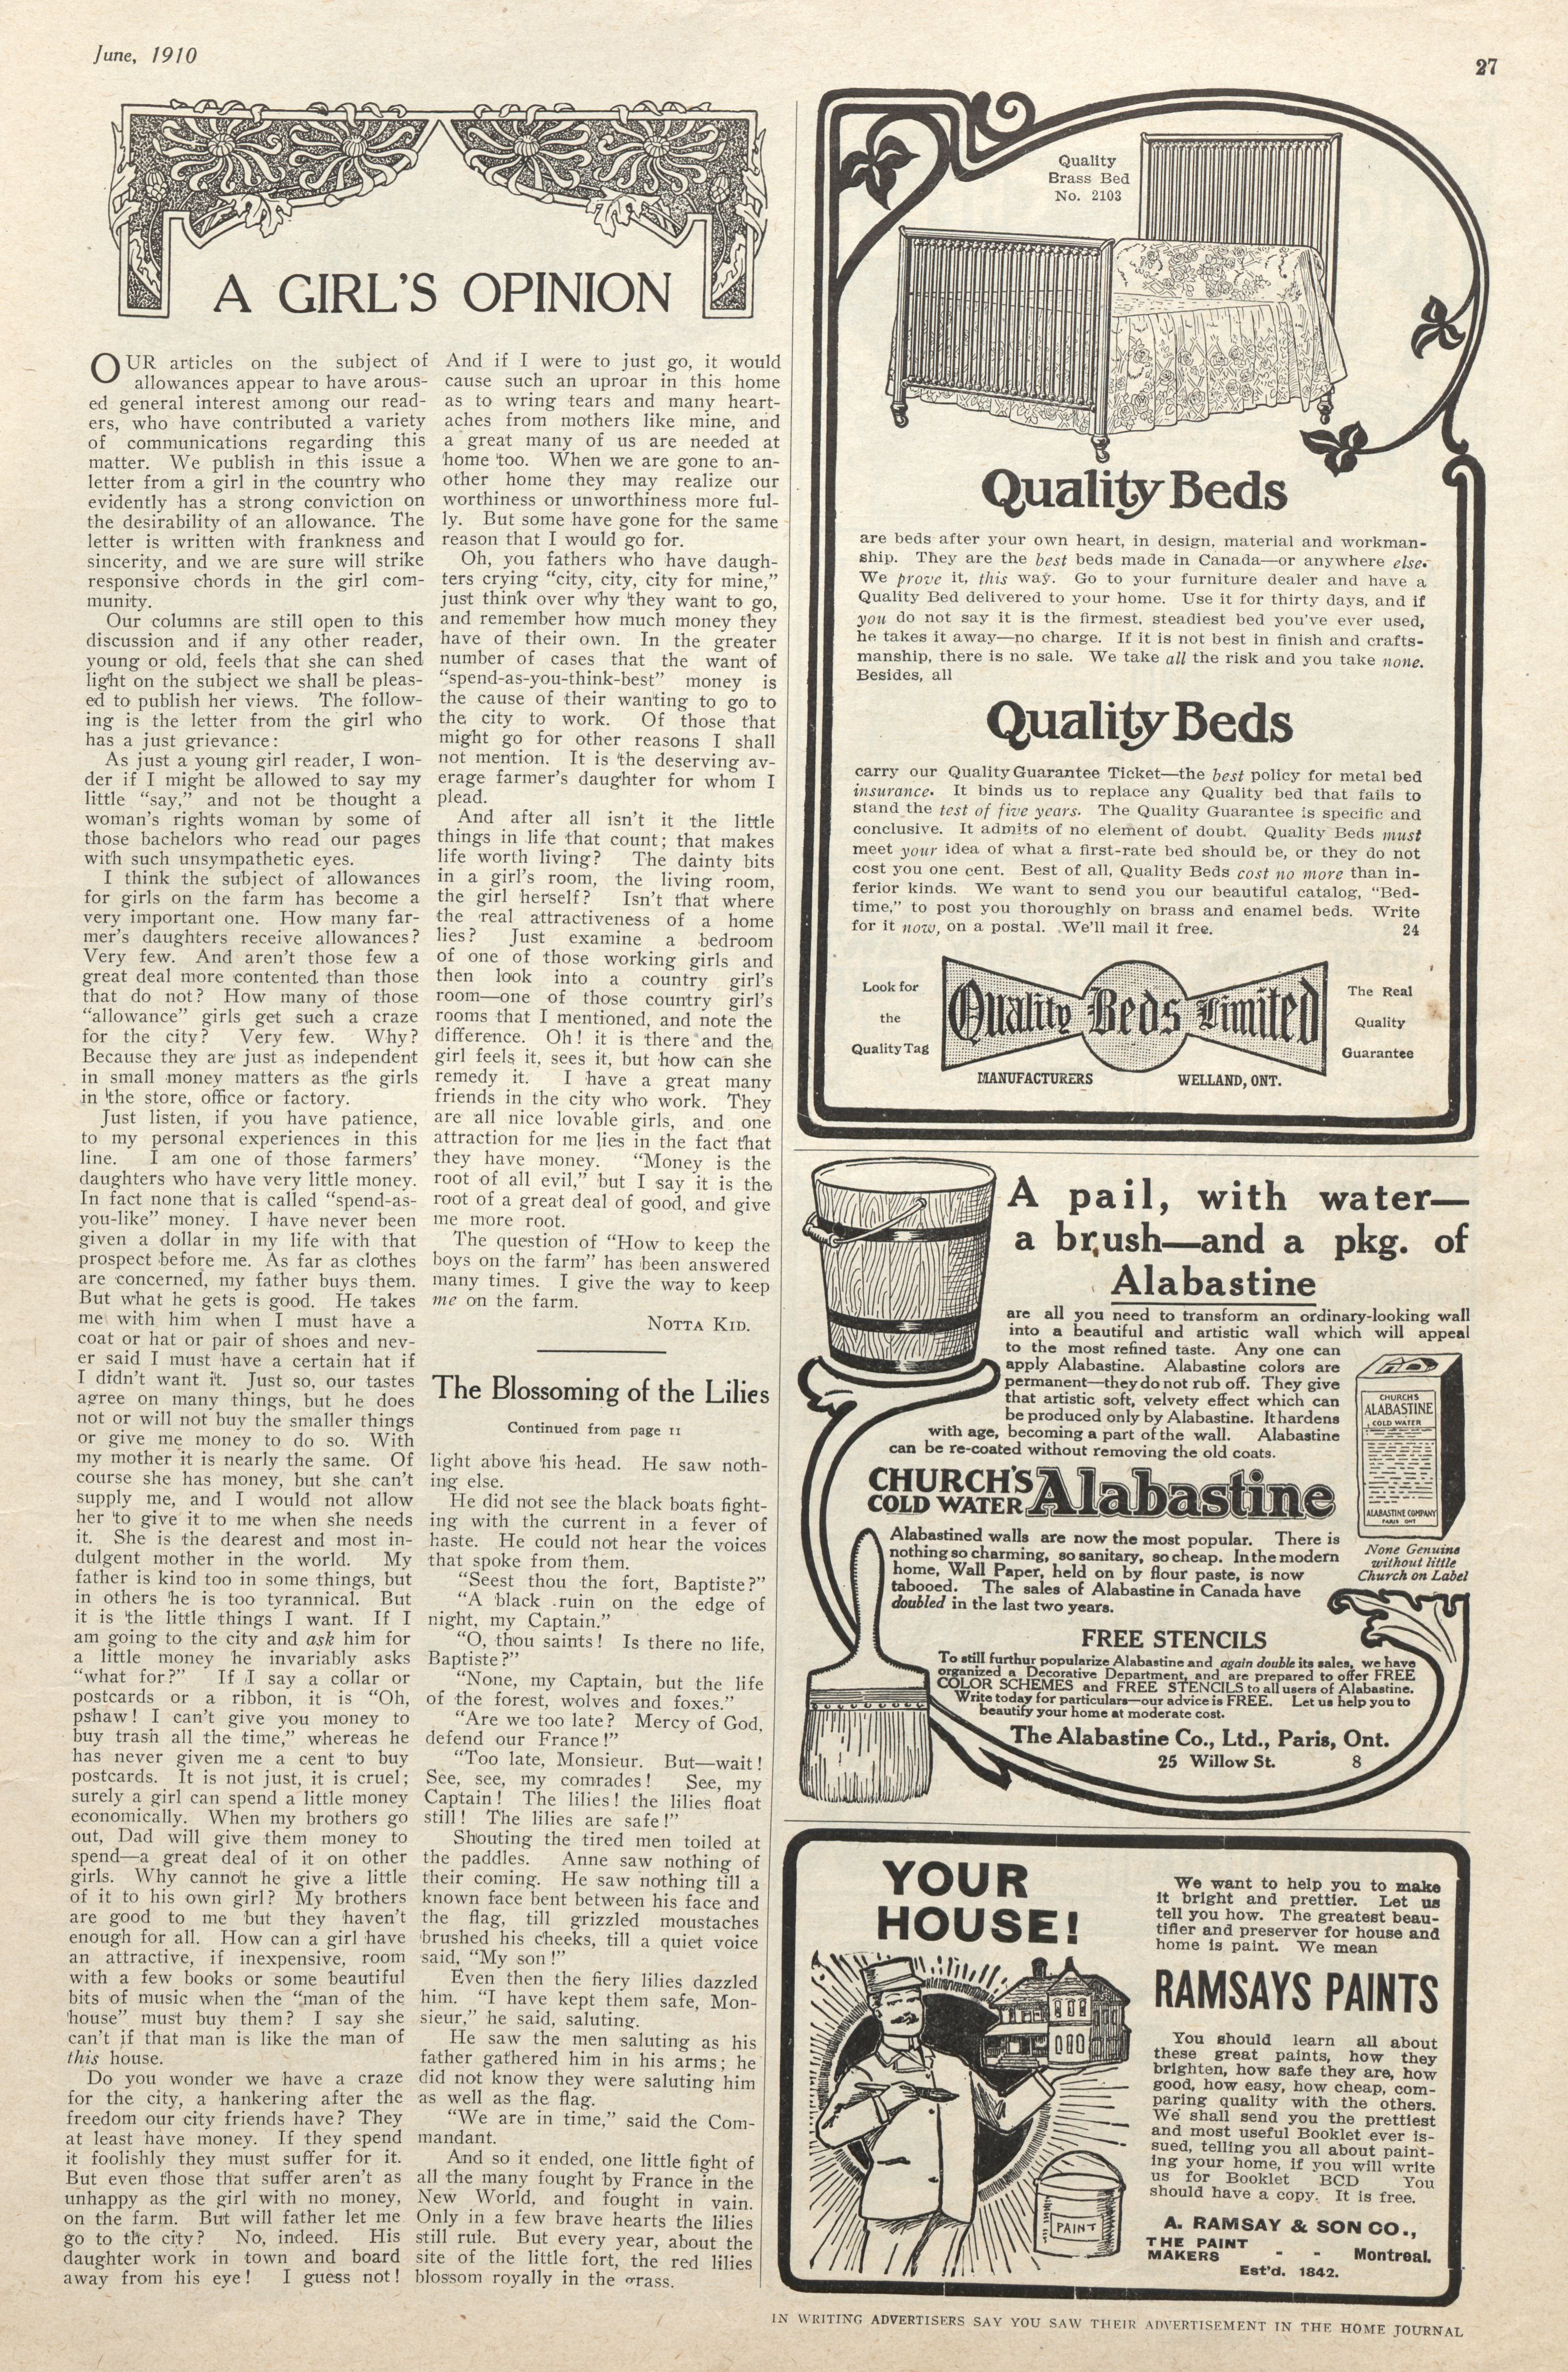 June, 1910
27
A GIRL'S OPINION
OUR articles on the subject of
allowances appear to have arous-
ed general interest among our read-
ers, who have contributed a variety
of communications regarding this
matter. We publish in this issue a
letter from a girl in the country who
evidently has a strong conviction on
the desirability of an allowance. The
letter is written with frankness and
sincerity, and we are sure will strike
responsive chords in the girl com-
munity.
Our columns are still open to this
discussion and if any other reader,
young or old, feels that she can shed
light on the subject we shall be pleas-
ed to publish her views. The follow-
ing is the letter from the girl who
has a just grievance:
As just a young girl reader, I won-
der if I might be allowed to say my
little "say," and not be thought a
woman's rights woman by some of
those bachelors who read our pages
with such unsympathetic eyes.
I think the subject of allowances
for girls on the farm has become a
very important one. How many far-
mer's daughters receive allowances?
Very few. And aren't those few a
great deal more contented than those
that do not? How many of those
"allowance" girls get such a craze
for the city? Very few. Why?
Because they are just as independent
in small money matters as the girls
in the store, office or factory.
Just listen, if you have patience,
to my personal experiences in this
line. I am one of those farmers'
daughters who have very little money.
In fact none that is called "spend-as-
you-like" money. I have never been
given a dollar in my life with that
prospect before me. As far as clothes
are concerned, my father buys them.
But what he gets is good. He takes
me with him when I must have a
coat or hat or pair of shoes and nev-
er said I must have a certain hat if
I didn't want it. Just so, our tastes
agree on many things, but he does
not or will not buy the smaller things
or give me money to do so. With
my mother it is nearly the same. Of
course she has money, but she can't
supply me, and I would not allow
her to give it to me when she needs
it. She is the dearest and most in-
dulgent mother in the world. My
father is kind too in some things, but
in others he is too tyrannical. But
it is the little things I want. If I
am going to the city and ask him for
a little money he invariably asks
"what for?" If I say a collar or
postcards or a ribbon, it is "Oh,
pshaw! I can't give you money to
buy trash all the time," whereas he
has never given me a cent to buy
postcards. It is not just, it is cruel;
surely a girl can spend a little money
economically. When my brothers go
out, Dad will give them money to
spend—a great deal of it on other
girls. Why cannot he give a little
of it to his own girl? My brothers
are good to me but they haven't
enough for all. How can a girl have
an attractive, if inexpensive, room
with a few books or some beautiful
bits of music when the "man of the
house" must buy them? I say she
can't if that man is like the man of
this house.
Do you wonder we have a craze
for the city, a hankering after the
freedom our city friends have? They
at least have money. If they spend
it foolishly they must suffer for it.
But even those that suffer aren't as
unhappy as the girl with no money,
on the farm. But will father let me
go to the city? No, indeed. His
daughter work in town and board
away from his eye! I guess not!
And if I were to just go, it would
cause such an uproar in this home
as to wring tears and many heart-
aches from mothers like mine, and
a great many of us are needed at
home too. When we are gone to an-
other home they may realize our
worthiness or unworthiness more ful-
ly. But some have gone for the same
reason that I would go for.
Oh, you fathers who have daugh-
ters crying "city, city, city for mine,"
just think over why they want to go,
and remember how much money they
have of their own. In the greater
number of cases that the want of
"spend-as-you-think-best" money is
the cause of their wanting to go to
the city to work. Of those that
might go for other reasons I shall
not mention. It is the deserving av-
erage farmer's daughter for whom I
plead.
And after all isn't it the little
things in life that count; that makes
life worth living? The dainty bits
in a girl's room, the living room,
the girl herself? Isn't that where
the real attractiveness of a home
lies? Just examine a bedroom
of one of those working girls and
then look into a country girl's
room—one of those country girl's
rooms that I mentioned, and note the
difference. Oh! it is there and the
girl feels it, sees it, but how can she
remedy it. I have a great many
friends in the city who work. They
are all nice lovable girls, and one
attraction for me lies in the fact that
they have money. "Money is the
root of all evil," but I say it is the
root of a great deal of good, and give
me more root.
The question of "How to keep the
boys on the farm" has been answered
many times. I give the way to keep
me on the farm.
NOTTA KID.
The Blossoming of the Lilies
Continued from page 11
light above his head. He saw noth-
ing else.
He did not see the black boats fight-
ing with the current in a fever of
haste. He could not hear the voices
that spoke from them.
"Seest thou the fort, Baptiste?"
"A black ruin on the edge of
night, my Captain."
"O, thou saints! Is there no life,
Baptiste?"
"None, my Captain, but the life
of the forest, wolves and foxes."
"Are we too late? Mercy of God,
defend our France!"
"Too late, Monsieur. But—wait!
See, see, my comrades! See, my
Captain! The lilies! the lilies float
still! The lilies are safe!"
Shouting the tired men toiled at
the paddles. Anne saw nothing of
their coming. He saw nothing till a
known face bent between his face and
the flag, till grizzled moustaches
brushed his cheeks, till a quiet voice
said, "My son!"
Even then the fiery lilies dazzled
him. "I have kept them safe, Mon-
sieur," he said, saluting.
He saw the men saluting as his
father gathered him in his arms; he
did not know they were saluting him
as well as the flag.
"We are in time," said the Com-
mandant.
And so it ended, one little fight of
all the many fought by France in the
New World, and fought in vain.
Only in a few brave hearts the lilies
still rule. But every year, about the
site of the little fort, the red lilies
blossom royally in the grass.
Quality
Brass Bed
No. 2103
Quality Beds
are beds after your own heart, in design, material and workman-
ship. They are the best beds made in Canada—or anywhere else.
We prove it, this way. Go to your furniture dealer and have a
Quality Bed delivered to your home. Use it for thirty days, and if
you do not say it is the firmest, steadiest bed you've ever used,
he takes it away—no charge. If it is not best in finish and crafts-
manship, there is no sale. We take all the risk and you take none.
Besides, all
Quality Beds
carry our Quality Guarantee Ticket—the best policy for metal bed
insurance. It binds us to replace any Quality bed that fails to
stand the test of five years. The Quality Guarantee is specific and
conclusive. It admits of no element of doubt. Quality Beds must
meet your idea of what a first-rate bed should be, or they do not
cost you one cent. Best of all, Quality Beds cost no more than in-
ferior kinds. We want to send you our beautiful catalog, "Bed-
time," to post you thoroughly on brass and enamel beds. Write
for it now, on a postal. We'll mail it free. 24
Look for
the
Quality Tag
Quality Beds Limited
The Real
Quality
Guarantee
MANUFACTURERS WELLAND, ONT.
A pail, with water—
a brush—and a pkg. of
Alabastine
are all you need to transform an ordinary-looking wall
into a beautiful and artistic wall which will appeal
to the most refined taste. Any one can
apply Alabastine. Alabastine colors are
permanent—they do not rub off. They give
that artistic soft, velvety effect which can
be produced only by Alabastine. It hardens
with age, becoming a part of the wall. Alabastine
can be re-coated without removing the old coats.
CHURCH'S
ALABASTINE
COLD WATER
ALABASTINE COMPANY
PARIS ONT
None Genuine
without little
Church on Label
CHURCH'S
COLD WATER Alabastine
Alabastined walls are now the most popular. There is
nothing so charming, so sanitary, so cheap. In the modern
home, Wall Paper, held on by flour paste, is now
tabooed. The sales of Alabastine in Canada have
doubled in the last two years.
FREE STENCILS
To still furthur popularize Alabastine and again double its sales, we have
organized a Decorative Department, and are prepared to offer FREE
COLOR SCHEMES and FREE STENCILS to all users of Alabastine.
Write today for particulars—our advice is FREE. Let us help you to
beautify your home at moderate cost.
The Alabastine Co., Ltd., Paris, Ont.
25 Willow St. 8
YOUR
HOUSE!
PAINT
We want to help you to make
it bright and prettier. Let us
tell you how. The greatest beau-
tifier and preserver for house and
home is paint. We mean
RAMSAYS PAINTS
You should learn all about
these great paints, how they
brighten, how safe they are, how
good, how easy, how cheap, com-
paring quality with the others.
We shall send you the prettiest
and most useful Booklet ever is-
sued, telling you all about paint-
ing your home, if you will write
us for Booklet BCD You
should have a copy. It is free.
A. RAMSAY & SON CO.,
THE PAINT
MAKERS - - Montreal.
Est'd. 1842.
IN WRITING ADVERTISERS SAY YOU SAW THEIR ADVERTISEMENT IN THE HOME JOURNAL